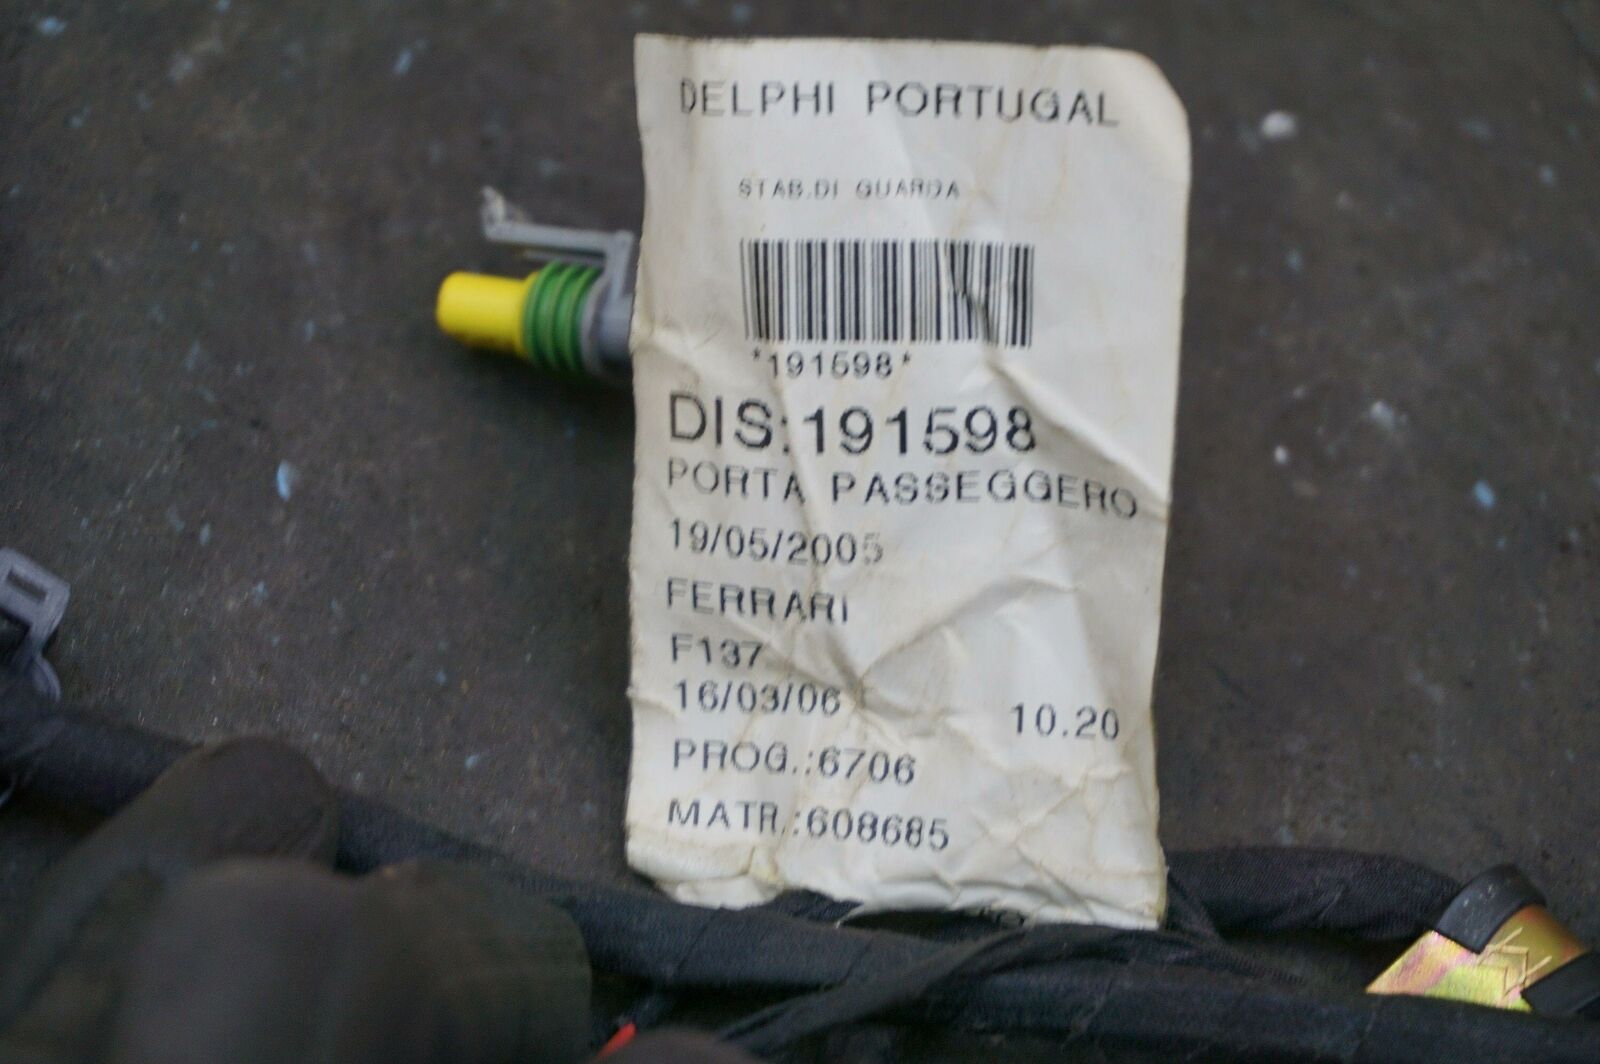 DELPHI PORTUGAL
STAB.DI GUARDA
*191598*
DIS:191598
PORTA PASSEGGERO
19/05/2005
FERRARI
F137
16/03/06 10.20
PROG.:6706
MATR.:608685